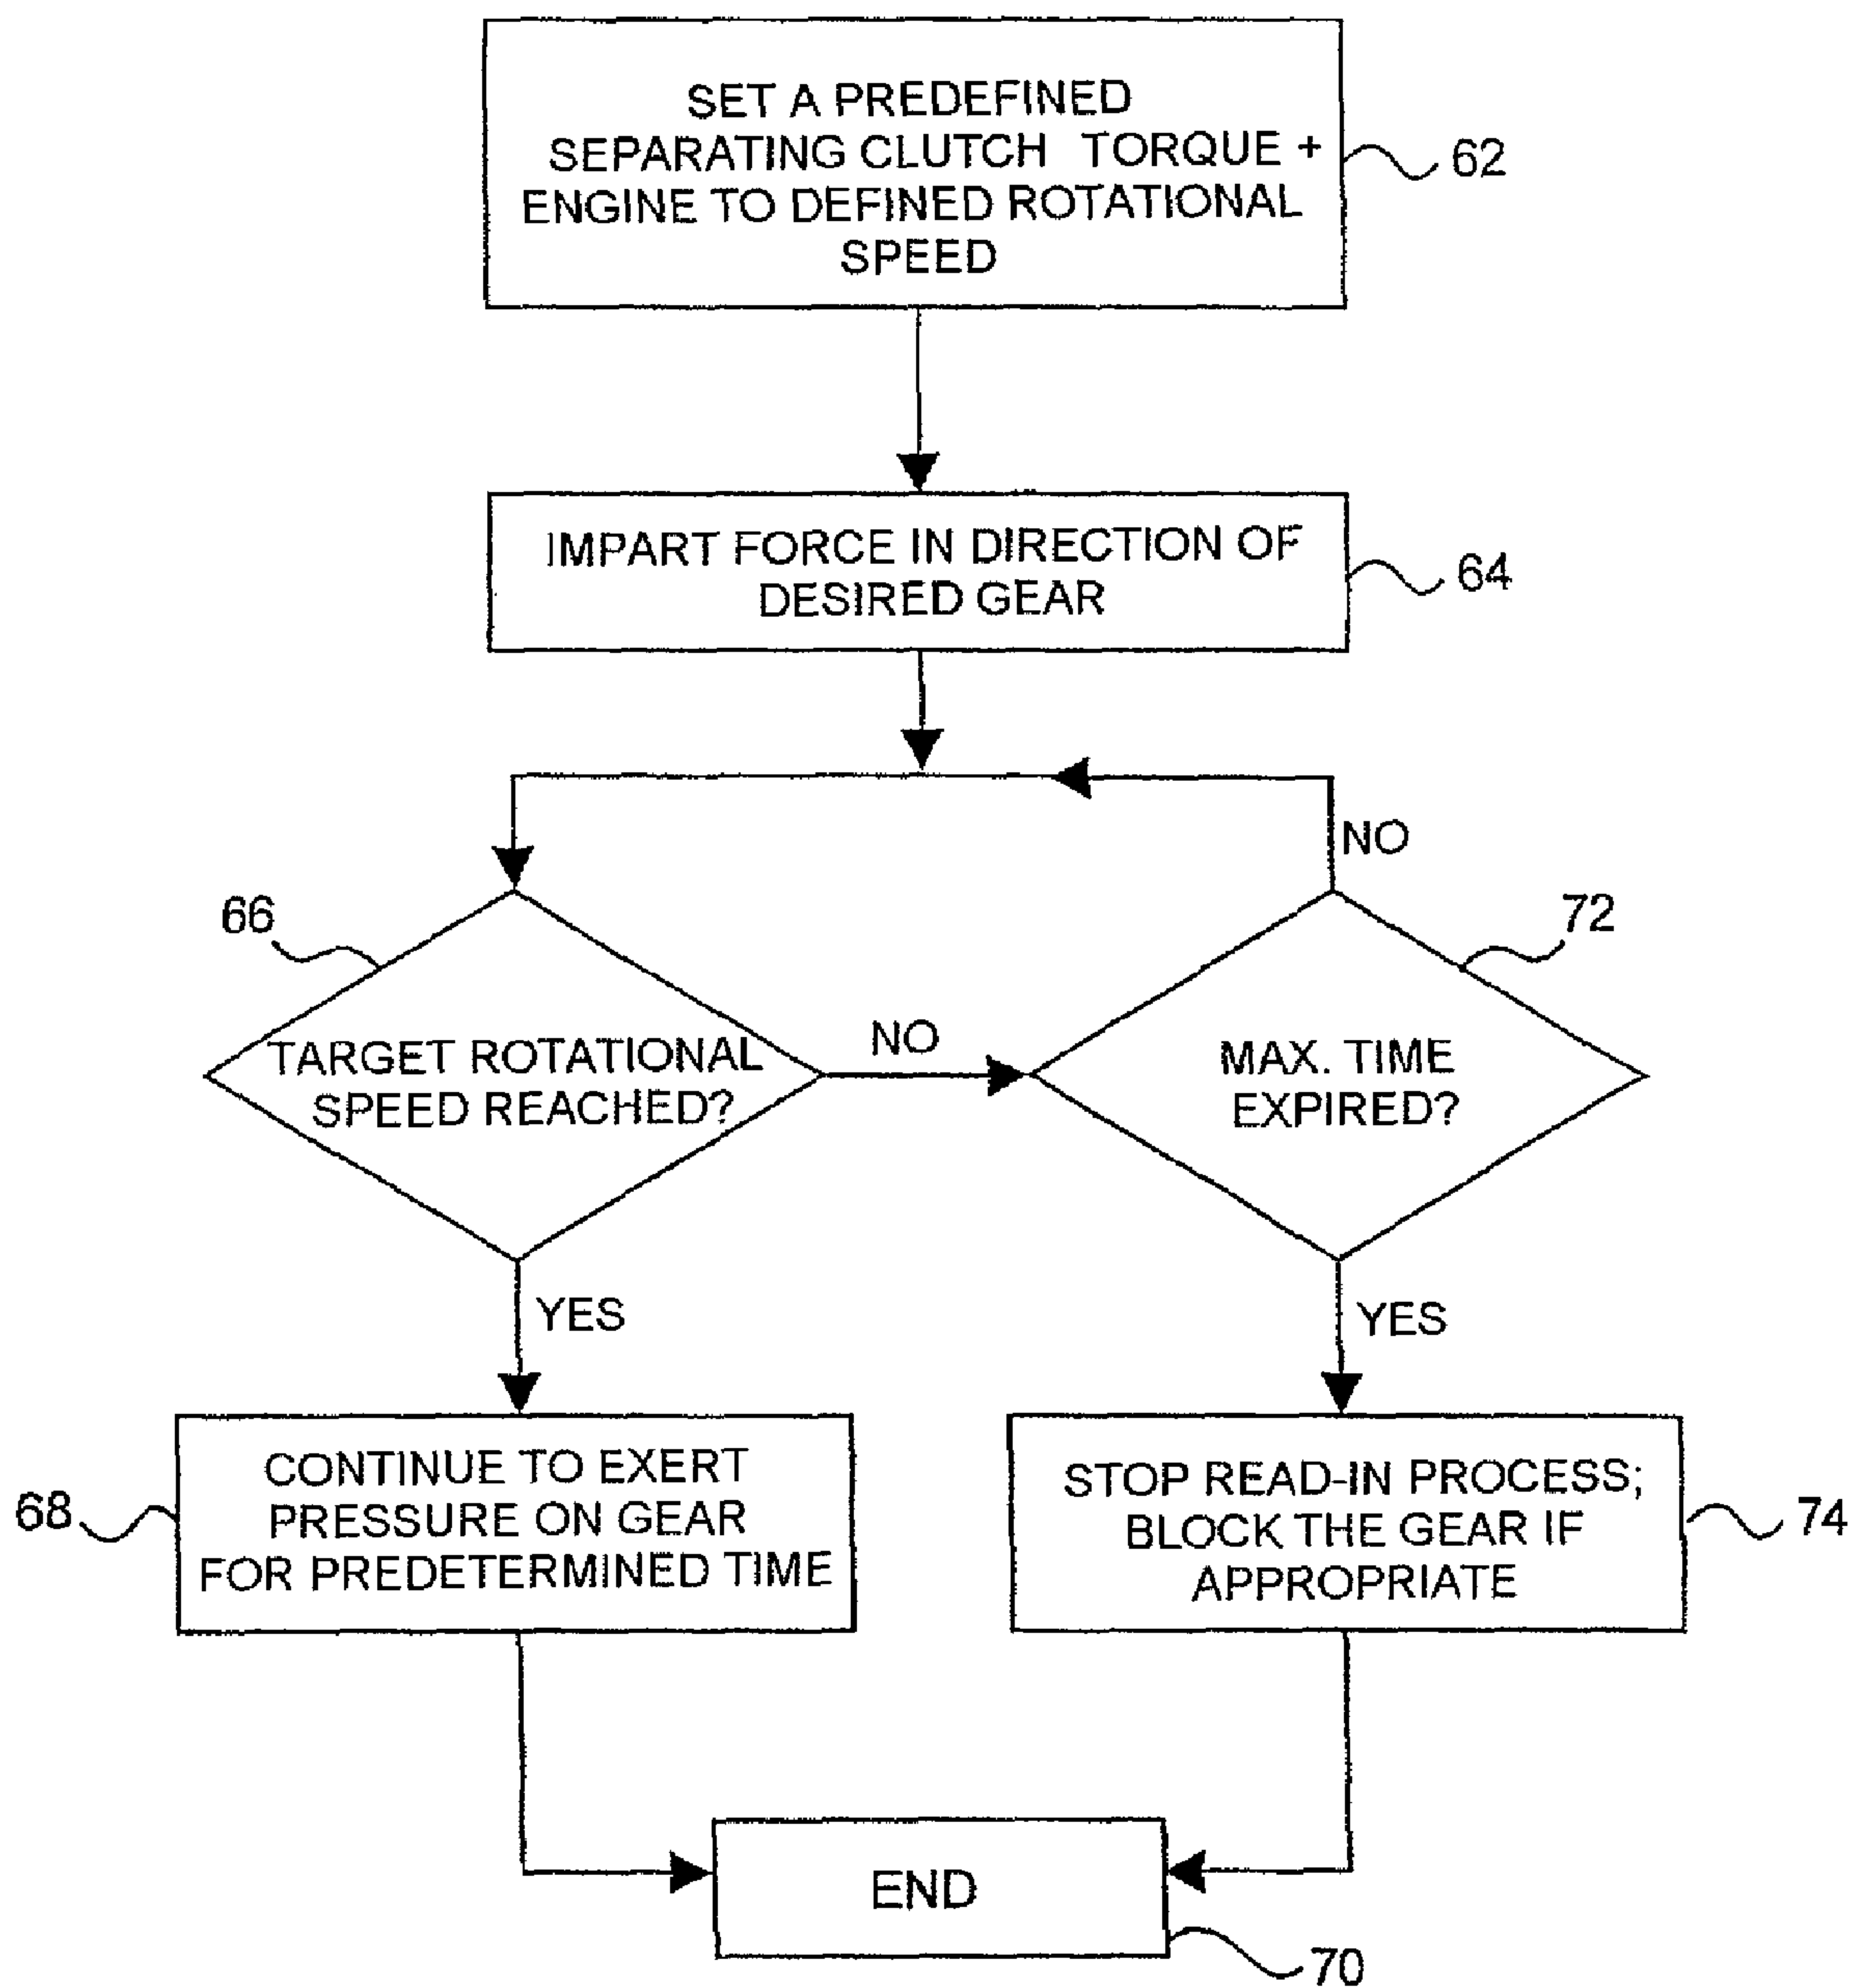 SET A PREDEFINED
SEPARATING CLUTCH TORQUE +
ENGINE TO DEFINED ROTATIONAL
SPEED
62
IMPART FORCE IN DIRECTION OF
DESIRED GEAR
64
NO
66
72
TARGET ROTATIONAL
SPEED REACHED?
NO
MAX. TIME
EXPIRED?
YES
YES
68
CONTINUE TO EXERT
PRESSURE ON GEAR
FOR PREDETERMINED TIME
STOP READ-IN PROCESS;
BLOCK THE GEAR IF
APPROPRIATE
74
END
70